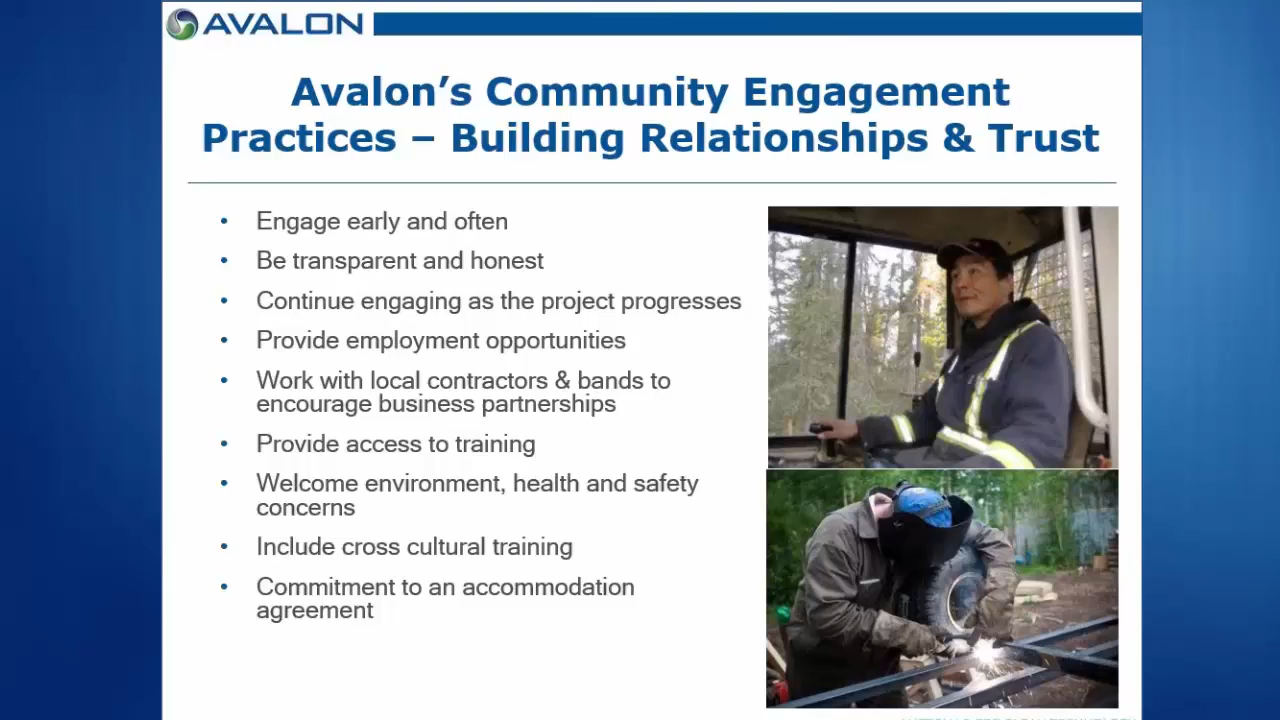 AVALON
Avalon's Community Engagement
Practices – Building Relationships & Trust
• Engage early and often
• Be transparent and honest
• Continue engaging as the project progresses
• Provide employment opportunities
• Work with local contractors & bands to
encourage business partnerships
• Provide access to training
• Welcome environment, health and safety
concerns
• Include cross cultural training
• Commitment to an accommodation
agreement